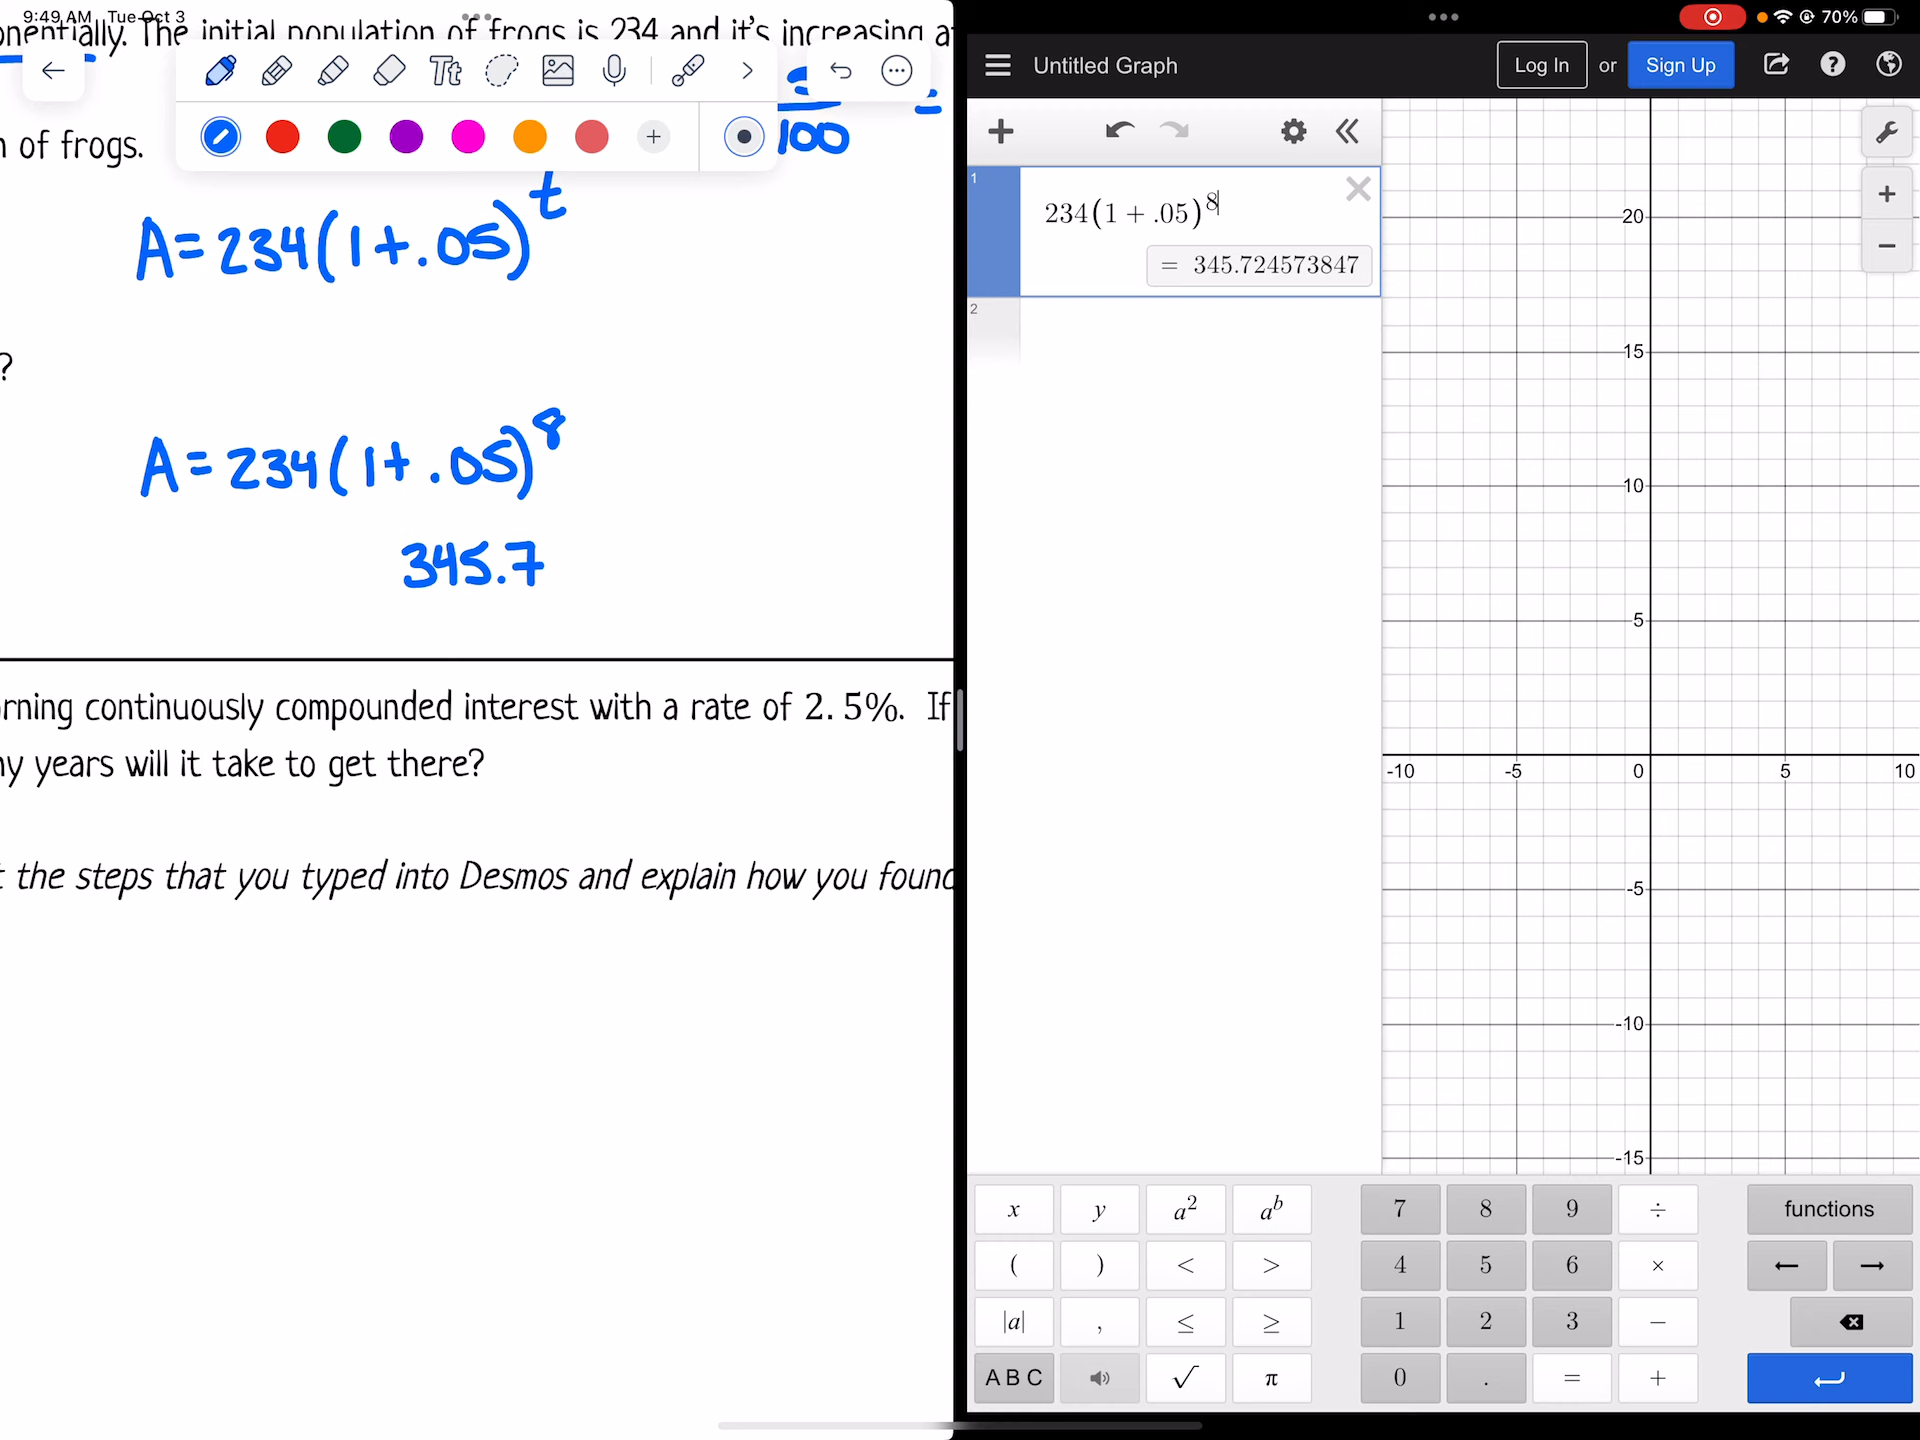 9:49 AM Tue Oct 3
nentially. The initial population of frogs is 234 and it's increasing a
Tt
100
of frogs.
A=234(1+.05)^t
?
A=234(1+.05)^8
345.7
rning continuously compounded interest with a rate of 2.5%. If
ny years will it take to get there?
the steps that you typed into Desmos and explain how you found
70%
Untitled Graph
Log In or Sign Up
1
234(1+.05)^8
= 345.724573847
2
20
15
10
5
-10 -5 0 5 10
-5
-10
-15
x y a^2 a^b 7 8 9 ÷ functions
( ) < > 4 5 6 × ← →
|a| , ≤ ≥ 1 2 3 −
A B C √ π 0 . = +